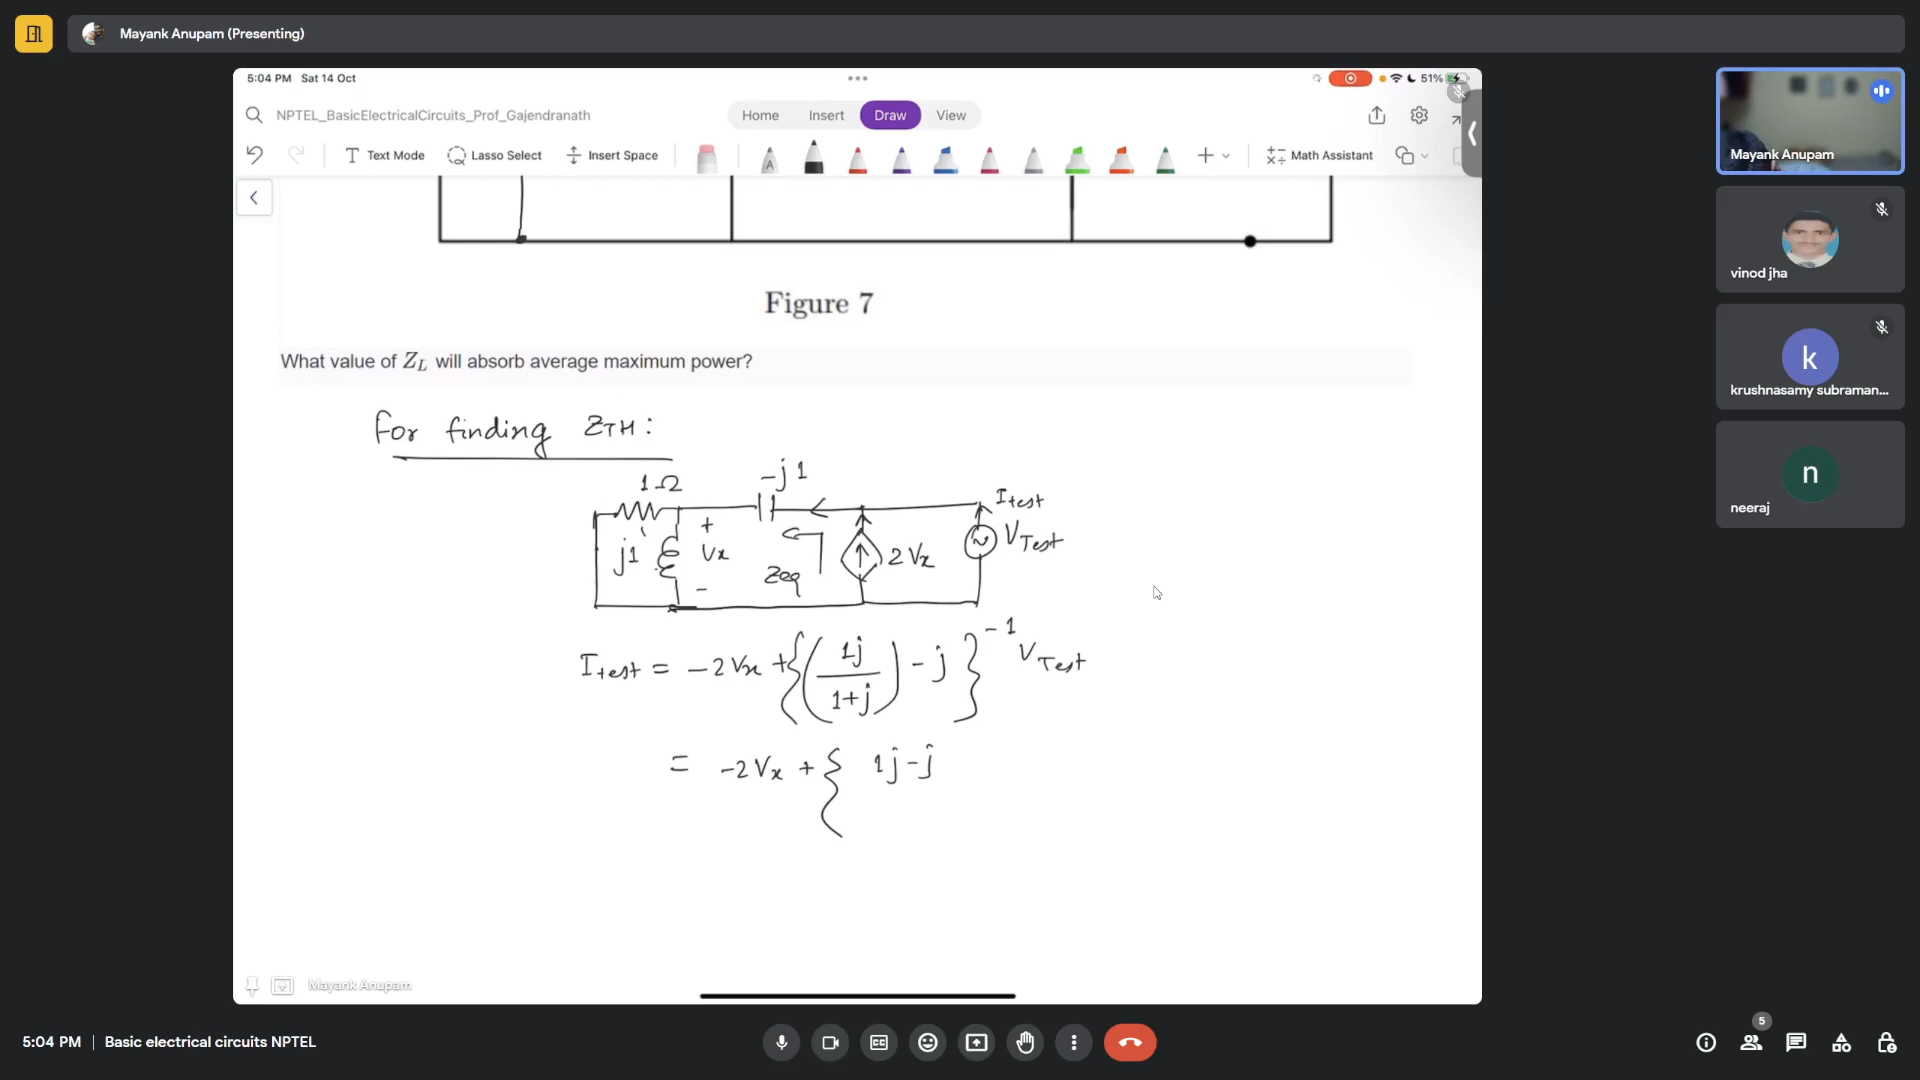 Mayank Anupam (Presenting)
5:04 PM Sat 14 Oct
51%
NPTEL_BasicElectricalCircuits_Prof_Gajendranath
Home Insert Draw View
Text Mode Lasso Select Insert Space A Math Assistant
Figure 7
What value of Z_L will absorb average maximum power?
For finding Z_TH:
1Ω -j1
I_test
+
j1 Vx Zeq 2Vx V_Test
-
I_test = -2Vx + {(1j/(1+j)) - j}^-1 V_Test
= -2Vx + { 1j-j
Mayank Anupam
Mayank Anupam
vinod jha
k
krushnasamy subraman...
n
neeraj
5:04 PM | Basic electrical circuits NPTEL
5